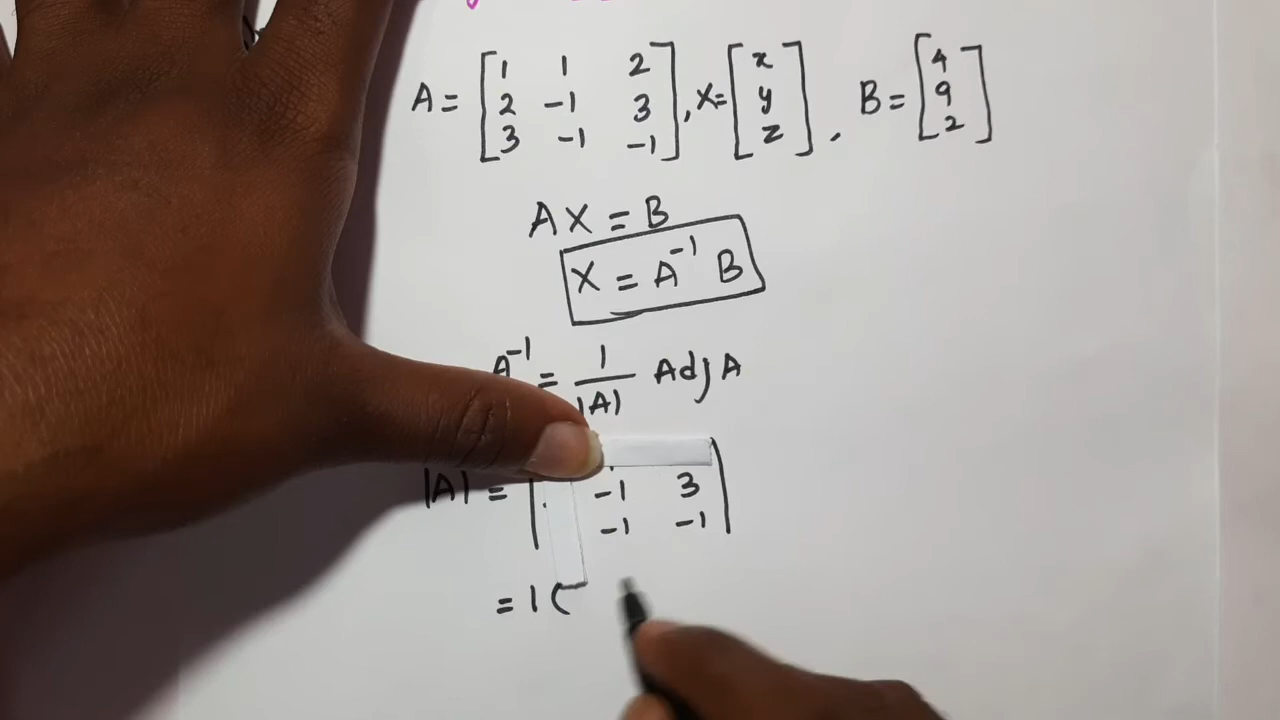 A = [ 1 1 2 ; 2 -1 3 ; 3 -1 -1 ], X = [ x ; y ; z ], B = [ 4 ; 9 ; 2 ]
A X = B
X = A⁻¹ B
A⁻¹ = 1/|A| Adj A
|A| = | -1 3 ; -1 -1 |
= 1 (